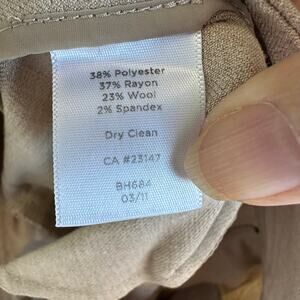 38% Polyester
37% Rayon
23% Wool
2% Spandex
Dry Clean
CA #23147
BH684
03/11